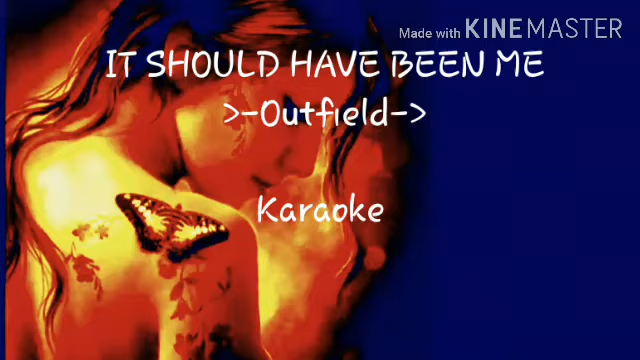 Made with KINEMASTER
IT SHOULD HAVE BEEN ME
>-Outfield->
Karaoke